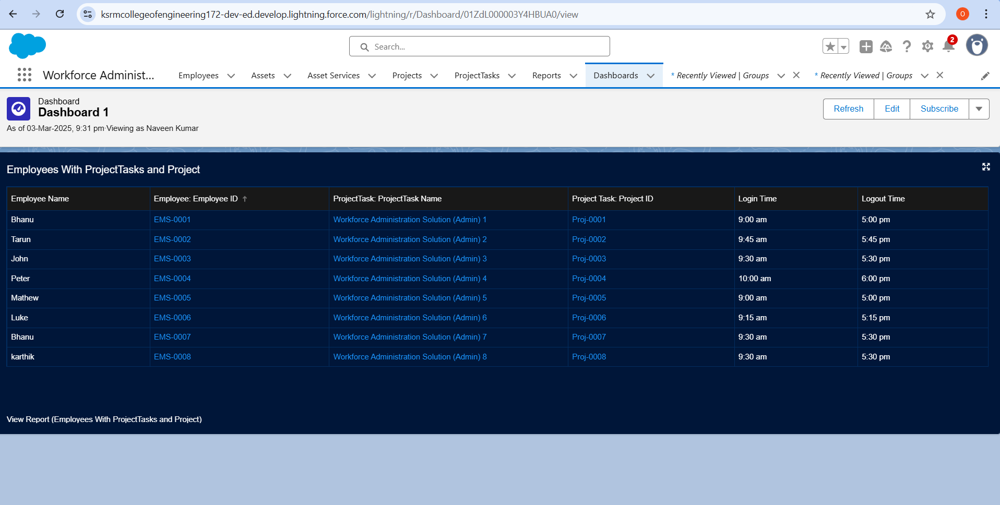 ksrmcollegeofengineering172-dev-ed.develop.lightning.force.com/lightning/r/Dashboard/01ZdL000003Y4HBUA0/view
O
Search...
2
Workforce Administ...
Employees
Assets
Asset Services
Projects
ProjectTasks
Reports
Dashboards
* Recently Viewed | Groups
* Recently Viewed | Groups
Dashboard
Dashboard 1
As of 03-Mar-2025, 9:31 pm·Viewing as Naveen Kumar
Refresh
Edit
Subscribe
Employees With ProjectTasks and Project
Employee Name Employee: Employee ID ↑ ProjectTask: ProjectTask Name Project Task: Project ID Login Time Logout Time
Bhanu EMS-0001 Workforce Administration Solution (Admin) 1 Proj-0001 9:00 am 5:00 pm
Tarun EMS-0002 Workforce Administration Solution (Admin) 2 Proj-0002 9:45 am 5:45 pm
John EMS-0003 Workforce Administration Solution (Admin) 3 Proj-0003 9:30 am 5:30 pm
Peter EMS-0004 Workforce Administration Solution (Admin) 4 Proj-0004 10:00 am 6:00 pm
Mathew EMS-0005 Workforce Administration Solution (Admin) 5 Proj-0005 9:00 am 5:00 pm
Luke EMS-0006 Workforce Administration Solution (Admin) 6 Proj-0006 9:15 am 5:15 pm
Bhanu EMS-0007 Workforce Administration Solution (Admin) 7 Proj-0007 9:30 am 5:30 pm
karthik EMS-0008 Workforce Administration Solution (Admin) 8 Proj-0008 9:30 am 5:30 pm
View Report (Employees With ProjectTasks and Project)